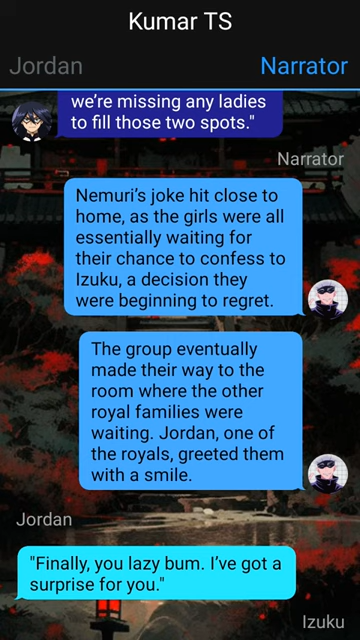 Kumar TS
Jordan
Narrator
we're missing any ladies
to fill those two spots."
Narrator
Nemuri's joke hit close to
home, as the girls were all
essentially waiting for
their chance to confess to
Izuku, a decision they
were beginning to regret.
The group eventually
made their way to the
room where the other
royal families were
waiting. Jordan, one of
the royals, greeted them
with a smile.
Jordan
"Finally, you lazy bum. I've got a
surprise for you."
Izuku